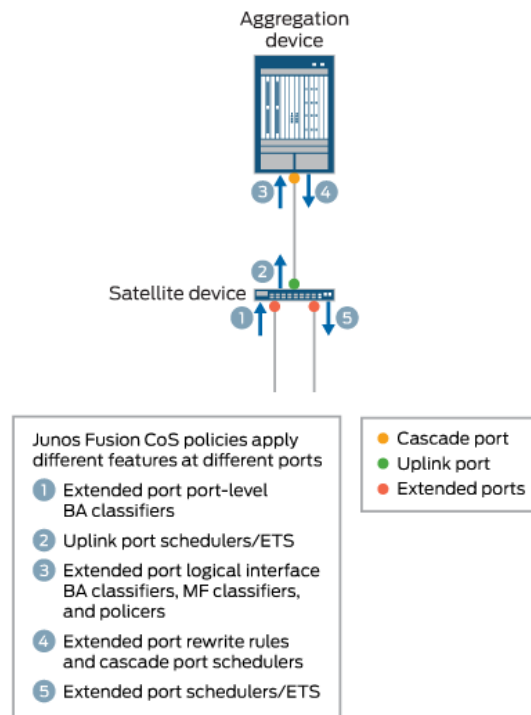 Aggregation
device
3
4
2
Satellite device
1
5
Junos Fusion CoS policies apply
different features at different ports
1 Extended port port-level
BA classifiers
2 Uplink port schedulers/ETS
3 Extended port logical interface
BA classifiers, MF classifiers,
and policers
4 Extended port rewrite rules
and cascade port schedulers
5 Extended port schedulers/ETS
Cascade port
Uplink port
Extended ports